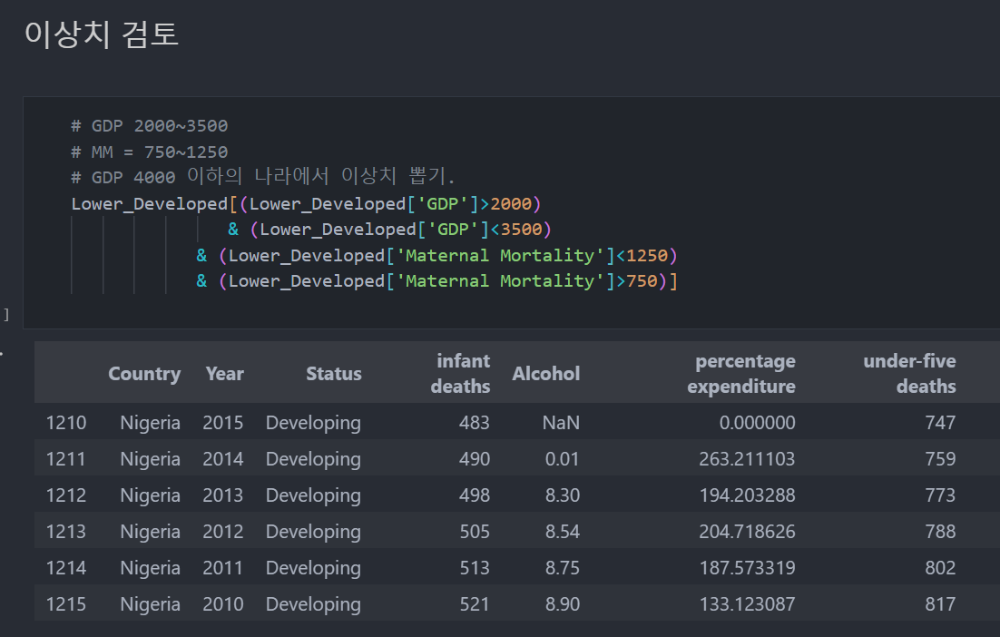 이상치 검토
# GDP 2000~3500
# MM = 750~1250
# GDP 4000 이하의 나라에서 이상치 뽑기.
Lower_Developed[(Lower_Developed['GDP']>2000)
& (Lower_Developed['GDP']<3500)
& (Lower_Developed['Maternal Mortality']<1250)
& (Lower_Developed['Maternal Mortality']>750)]
]
Country Year Status infant deaths Alcohol percentage expenditure under-five deaths
1210 Nigeria 2015 Developing 483 NaN 0.000000 747
1211 Nigeria 2014 Developing 490 0.01 263.211103 759
1212 Nigeria 2013 Developing 498 8.30 194.203288 773
1213 Nigeria 2012 Developing 505 8.54 204.718626 788
1214 Nigeria 2011 Developing 513 8.75 187.573319 802
1215 Nigeria 2010 Developing 521 8.90 133.123087 817